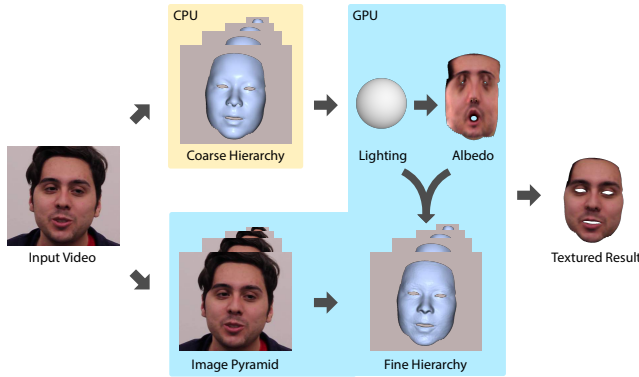 CPU
GPU
Coarse Hierarchy
Lighting
Albedo
Input Video
Textured Result
Image Pyramid
Fine Hierarchy